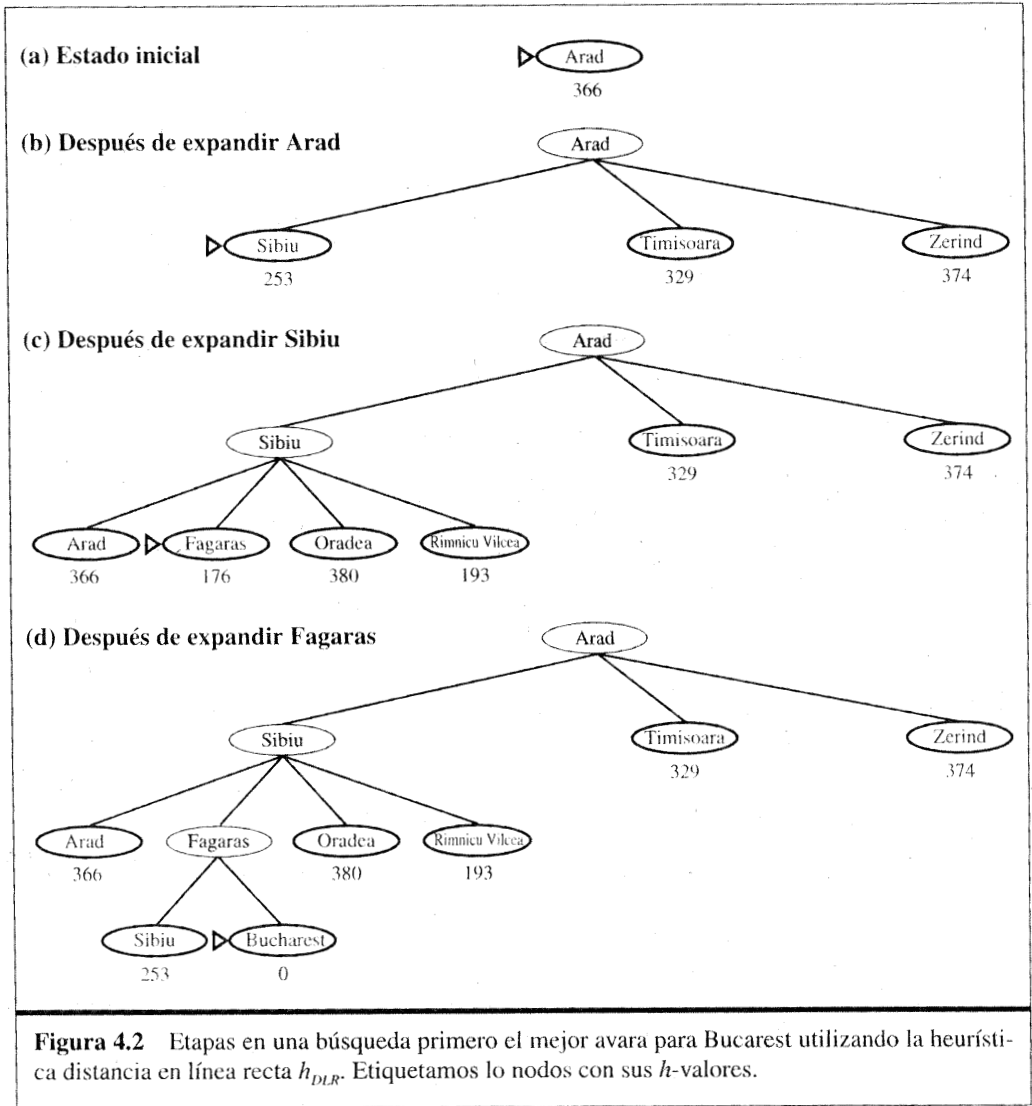 (a) Estado inicial
Arad
366
(b) Después de expandir Arad
Arad
Sibiu
Timisoara
Zerind
253
329
374
(c) Después de expandir Sibiu
Arad
Sibiu
Timisoara
Zerind
329
374
Arad
Fagaras
Oradea
Rimnicu Vilcea
366
176
380
193
(d) Después de expandir Fagaras
Arad
Sibiu
Timisoara
Zerind
329
374
Arad
Fagaras
Oradea
Rimnicu Vilcea
366
380
193
Sibiu
Bucharest
253
0
Figura 4.2 Etapas en una búsqueda primero el mejor avara para Bucarest utilizando la heurísti-
ca distancia en línea recta hDLR. Etiquetamos lo nodos con sus h-valores.